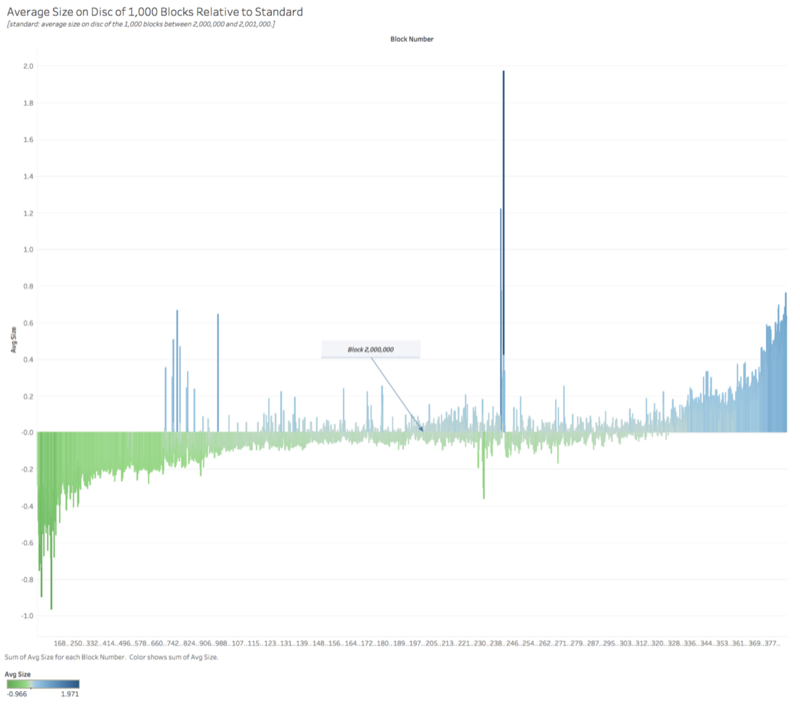 Average Size on Disc of 1,000 Blocks Relative to Standard
[standard: average size on disc of the 1,000 blocks between 2,000,000 and 2,001,000.]
Block Number
2.0
1.8
1.6
1.4
1.2
1.0
0.8
0.6
0.4
0.2
-0.0
-0.2
-0.4
-0.6
-0.8
-1.0
Avg Size
Block 2,000,000
168..250..332..414..496..578..660..742..824..906..988..107..115..123..131..139..148..156..164..172..180..189..197..205..213..221..230..238..246..254..262..271..279..287..295..303..312..320..328..336..344..353..361..369..377..
Sum of Avg Size for each Block Number. Color shows sum of Avg Size.
Avg Size
-0.966 1.971